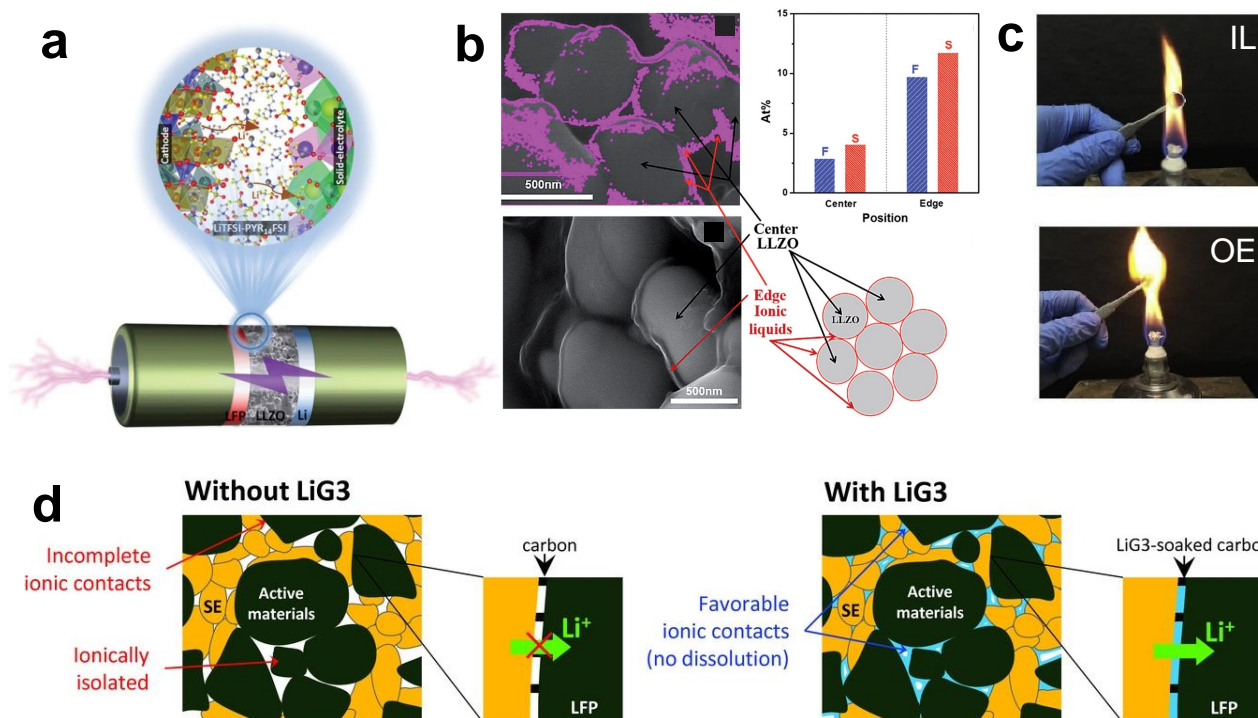 a
Cathode
Li⁺
Li⁺
Solid-electrolyte
LiTFSI-PYR₁₄FSI
LFP
LLZO
Li
b
500nm
500nm
15
10
5
0
At%
F
S
F
S
Center
Edge
Position
Center
LLZO
Edge
Ionic
liquids
LLZO
c
IL
OE
d
Without LiG3
Incomplete
ionic contacts
SE
Active
materials
Ionically
isolated
carbon
Li⁺
LFP
With LiG3
Favorable
ionic contacts
(no dissolution)
SE
Active
materials
LiG3-soaked carbo
Li⁺
LFP